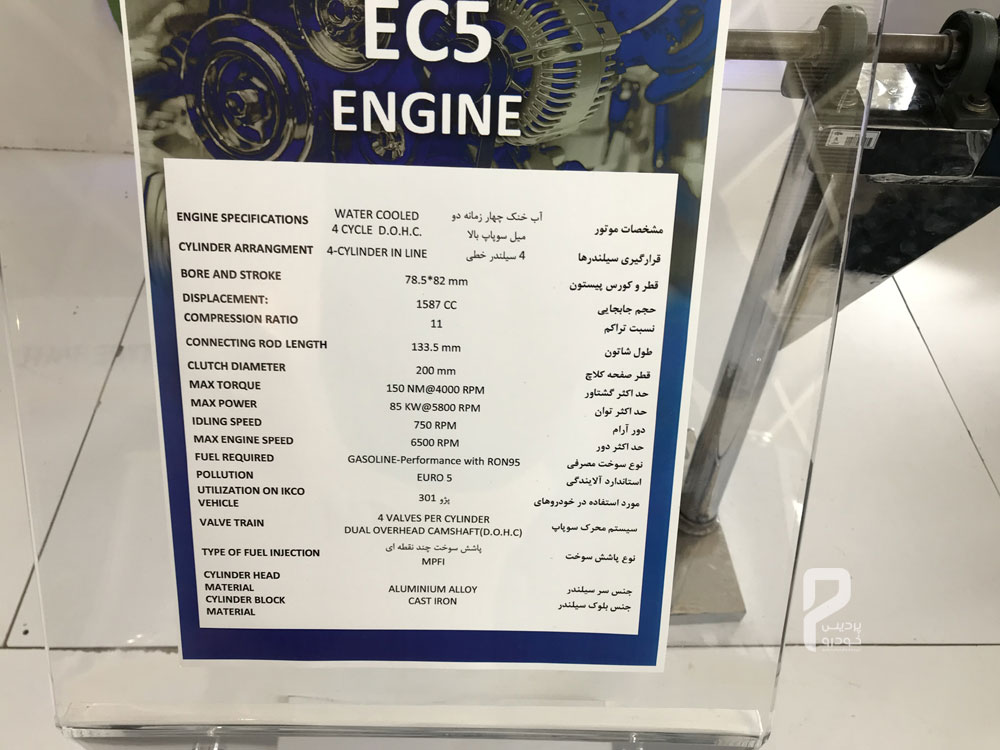 EC5
ENGINE
ENGINE SPECIFICATIONS WATER COOLED آب خنک چهار زمانه دو مشخصات موتور
4 CYCLE D.O.H.C. میل سوپاپ بالا
CYLINDER ARRANGMENT 4-CYLINDER IN LINE 4 سیلندر خطی قرارگیری سیلندرها
BORE AND STROKE 78.5*82 mm قطر و کورس پیستون
DISPLACEMENT: 1587 CC حجم جابجایی
COMPRESSION RATIO 11 نسبت تراکم
CONNECTING ROD LENGTH 133.5 mm طول شاتون
CLUTCH DIAMETER 200 mm قطر صفحه کلاچ
MAX TORQUE 150 NM@4000 RPM حد اکثر گشتاور
MAX POWER 85 KW@5800 RPM حد اکثر توان
IDLING SPEED 750 RPM دور آرام
MAX ENGINE SPEED 6500 RPM حد اکثر دور
FUEL REQUIRED GASOLINE-Performance with RON95 نوع سوخت مصرفی
POLLUTION EURO 5 استاندارد آلایندگی
UTILIZATION ON IKCO VEHICLE پژو 301 مورد استفاده در خودروهای
VALVE TRAIN 4 VALVES PER CYLINDER سیستم محرک سوپاپ
DUAL OVERHEAD CAMSHAFT(D.O.H.C)
TYPE OF FUEL INJECTION پاشش سوخت چند نقطه ای نوع پاشش سوخت
MPFI
CYLINDER HEAD
MATERIAL ALUMINIUM ALLOY جنس سر سیلندر
CYLINDER BLOCK CAST IRON جنس بلوک سیلندر
MATERIAL
پردیس
خودرو